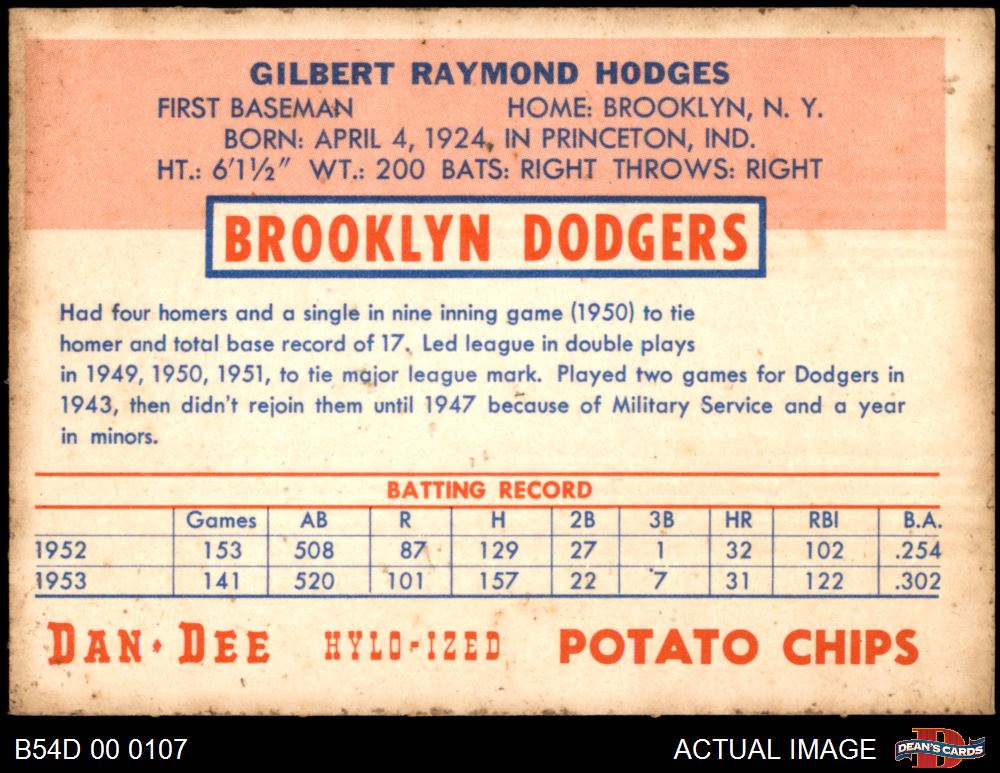 GILBERT RAYMOND HODGES
FIRST BASEMAN HOME: BROOKLYN, N. Y.
BORN: APRIL 4, 1924, IN PRINCETON, IND.
HT.: 6'1½" WT.: 200 BATS: RIGHT THROWS: RIGHT
BROOKLYN DODGERS
Had four homers and a single in nine inning game (1950) to tie
homer and total base record of 17. Led league in double plays
in 1949, 1950, 1951, to tie major league mark. Played two games for Dodgers in
1943, then didn't rejoin them until 1947 because of Military Service and a year
in minors.
BATTING RECORD
Games AB R H 2B 3B HR RBI B.A.
1952 153 508 87 129 27 1 32 102 .254
1953 141 520 101 157 22 7 31 122 .302
DAN·DEE HYLO-IZED POTATO CHIPS
B54D 00 0107 ACTUAL IMAGE DEAN'S CARDS